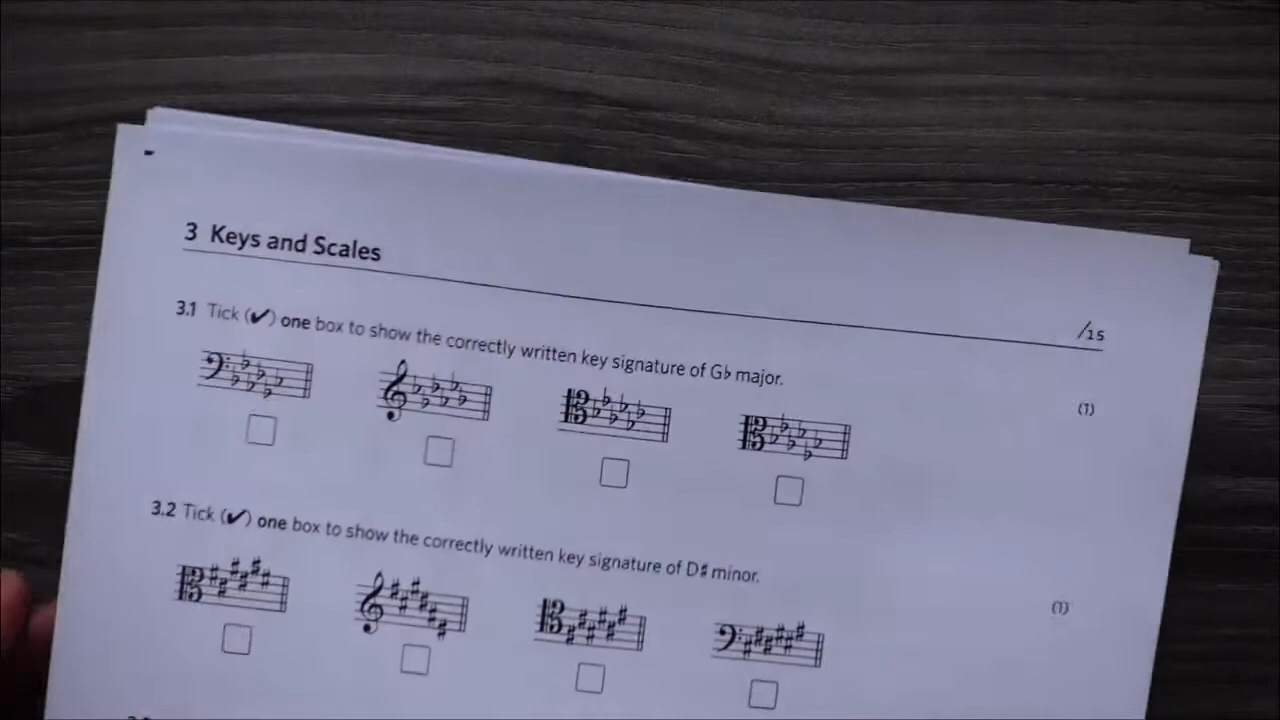 3 Keys and Scales
/15
3.1 Tick (✔) one box to show the correctly written key signature of G♭ major.
(1)
3.2 Tick (✔) one box to show the correctly written key signature of D♯ minor.
(1)